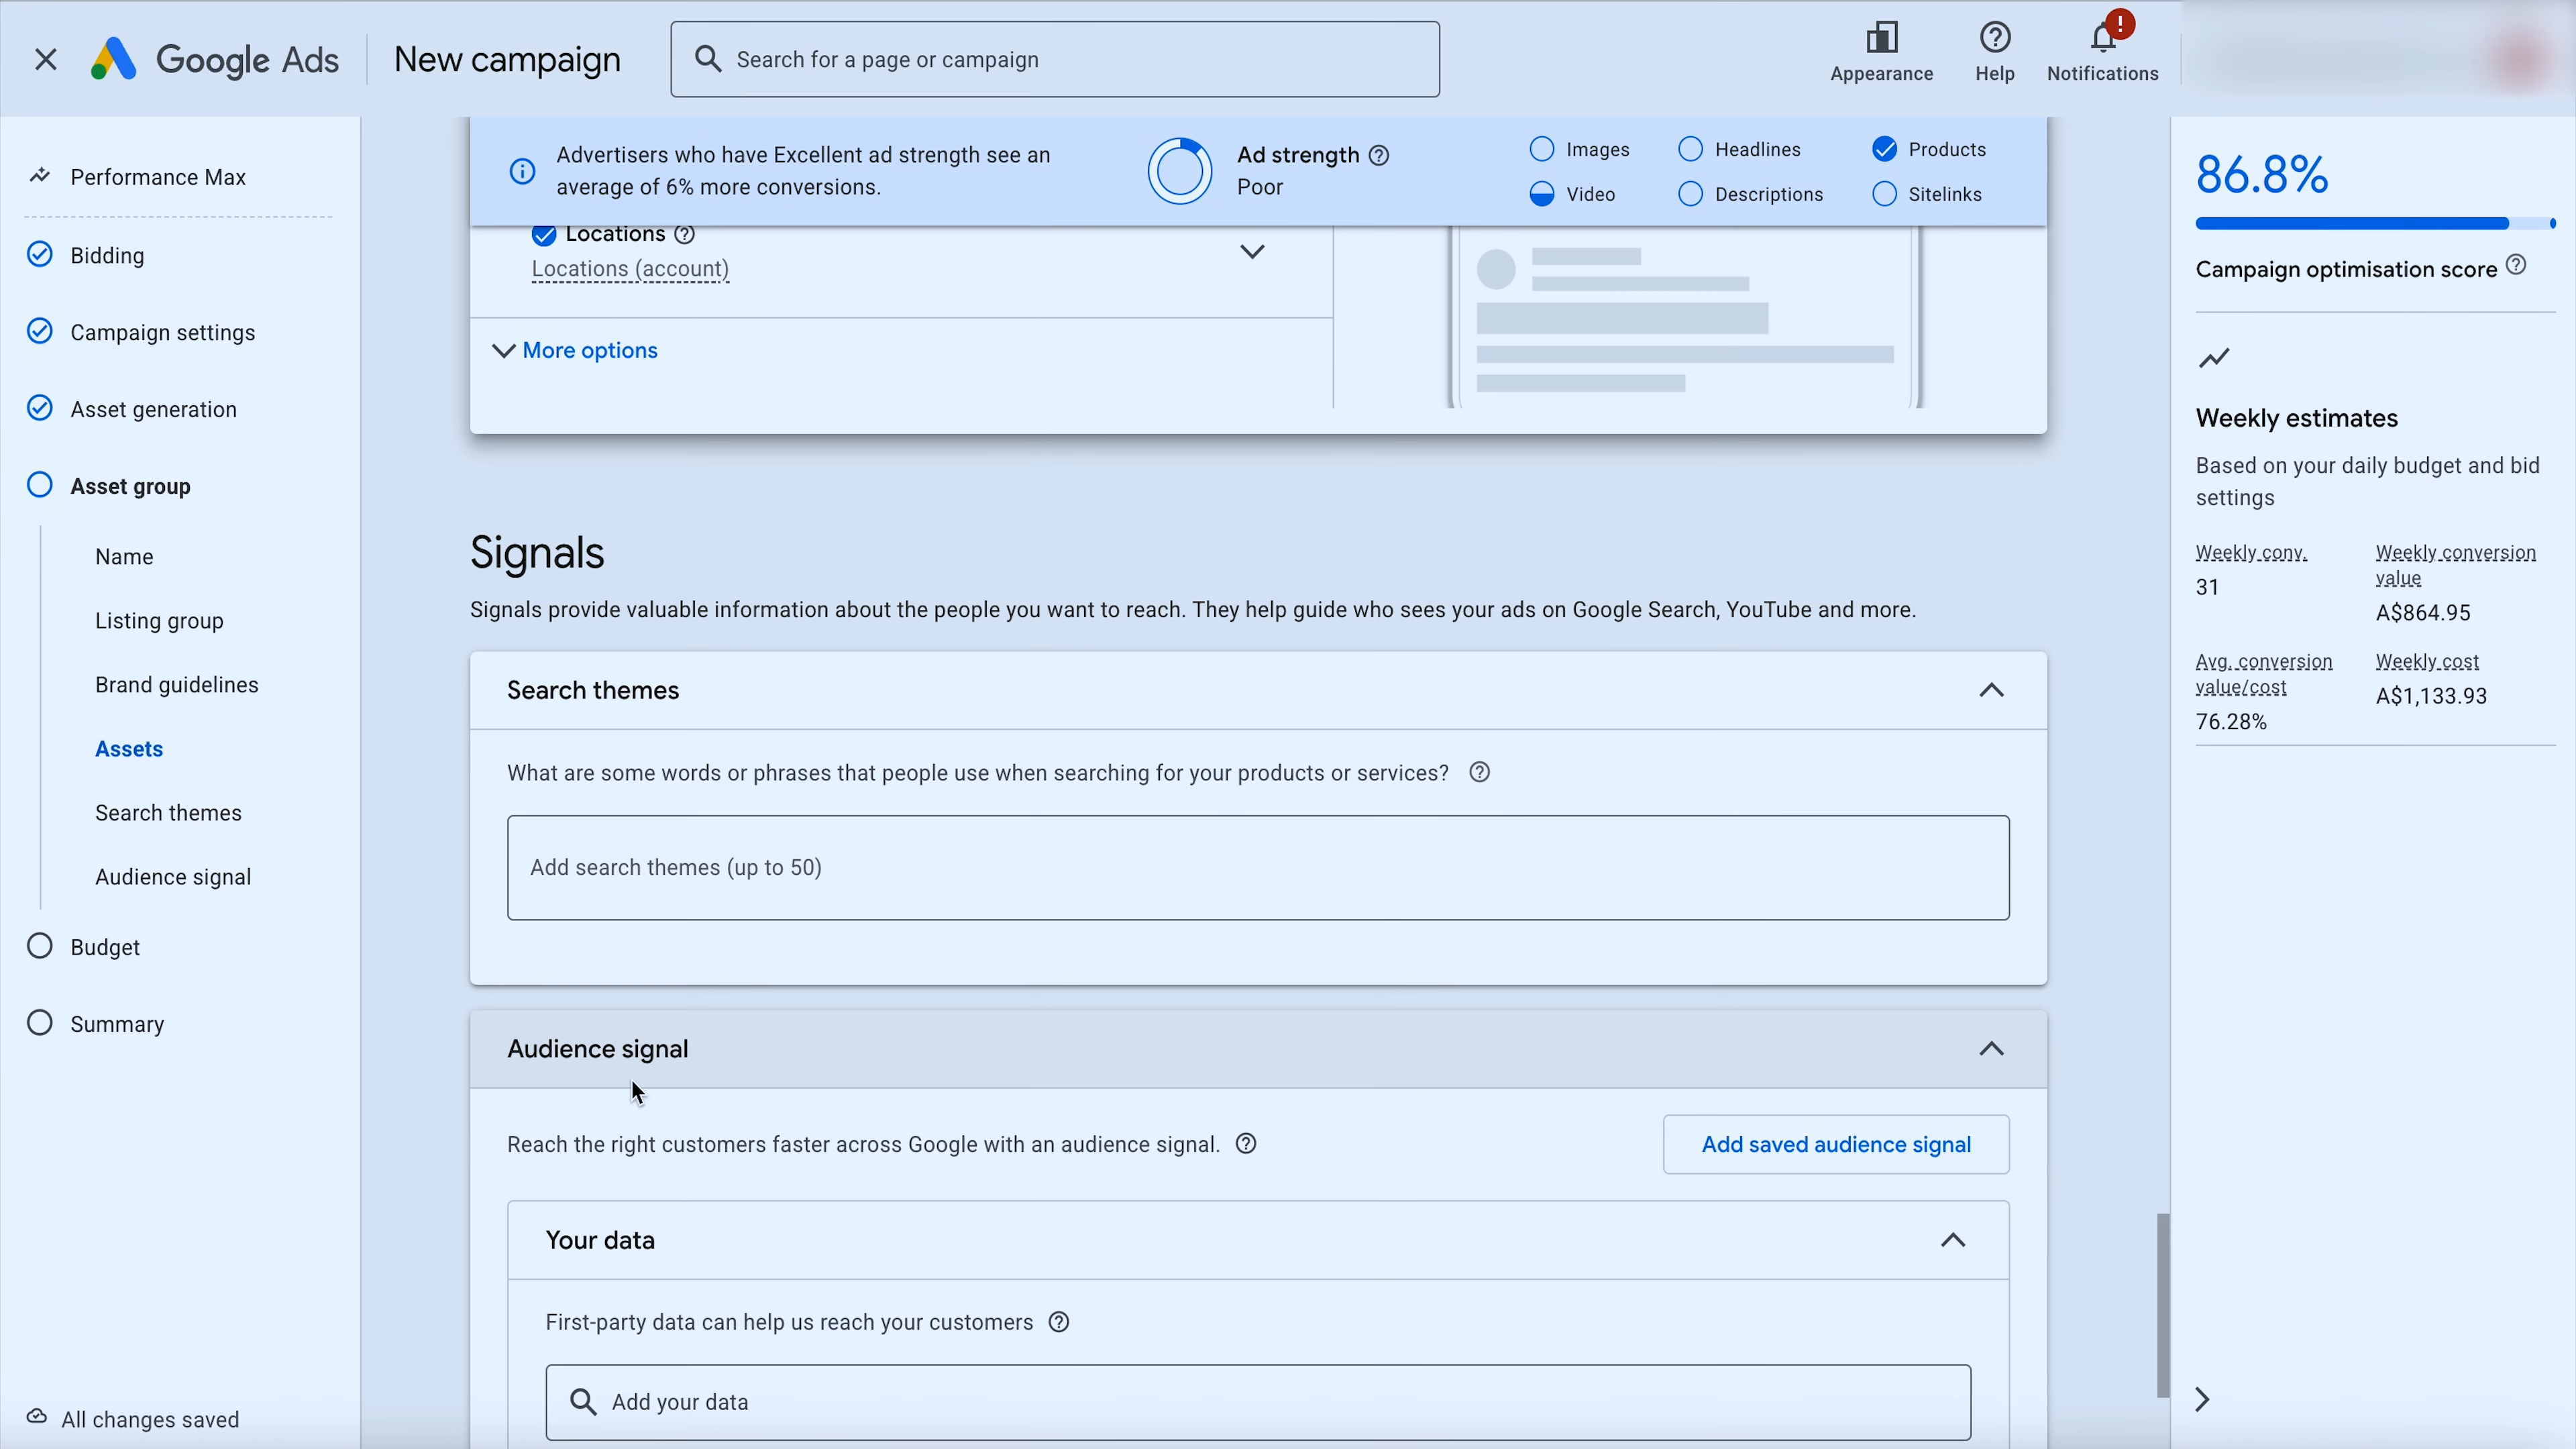 Google Ads
New campaign
Search for a page or campaign
Appearance
Help
!
Notifications
Performance Max
Bidding
Campaign settings
Asset generation
Asset group
Name
Listing group
Brand guidelines
Assets
Search themes
Audience signal
Budget
Summary
All changes saved
Advertisers who have Excellent ad strength see an
average of 6% more conversions.
Ad strength
Poor
Images
Headlines
Products
Video
Descriptions
Sitelinks
Locations
Locations (account)
More options
Signals
Signals provide valuable information about the people you want to reach. They help guide who sees your ads on Google Search, YouTube and more.
Search themes
What are some words or phrases that people use when searching for your products or services?
Add search themes (up to 50)
Audience signal
Reach the right customers faster across Google with an audience signal.
Add saved audience signal
Your data
First-party data can help us reach your customers
Add your data
86.8%
Campaign optimisation score
Weekly estimates
Based on your daily budget and bid
settings
Weekly conv.
31
Weekly conversion
value
A$864.95
Avg. conversion
value/cost
76.28%
Weekly cost
A$1,133.93